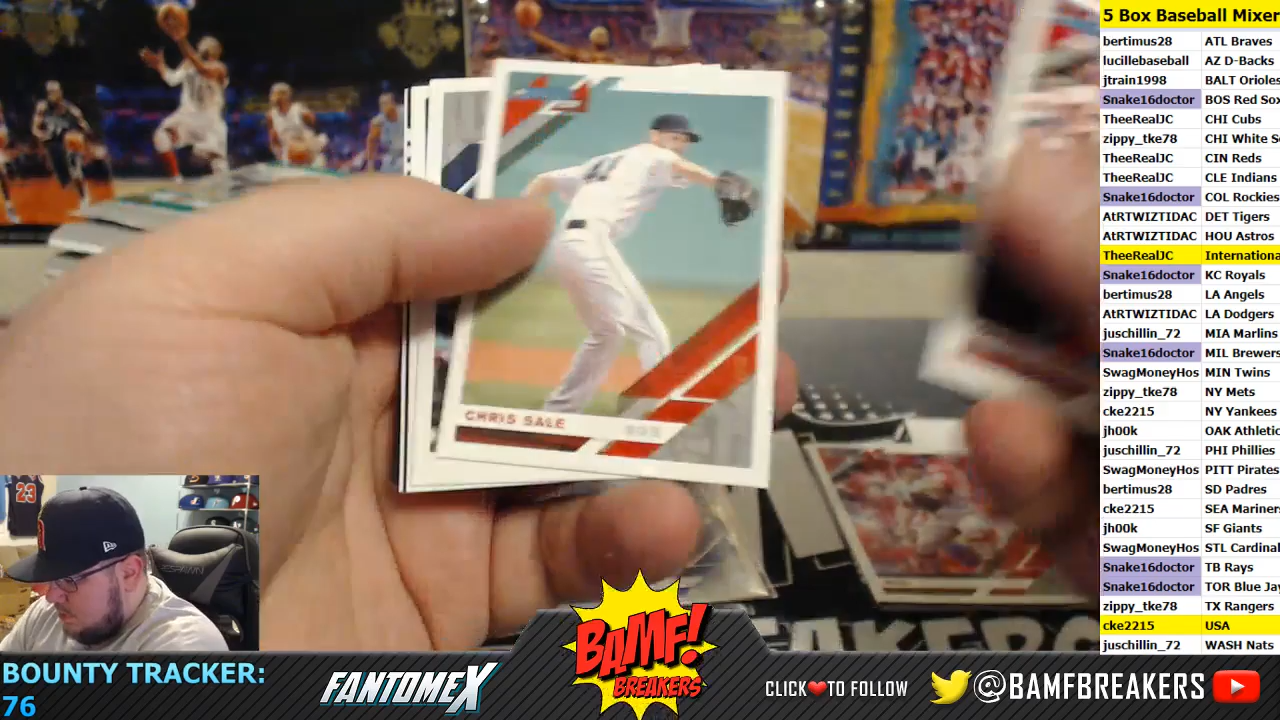 5 Box Baseball Mixer
bertimus28 ATL Braves
lucillebaseball AZ D-Backs
jtrain1998 BALT Orioles
Snake16doctor BOS Red Sox
TheeRealJC CHI Cubs
zippy_tke78 CHI White S
TheeRealJC CIN Reds
TheeRealJC CLE Indians
Snake16doctor COL Rockies
AtRTWIZTIDAC DET Tigers
AtRTWIZTIDAC HOU Astros
TheeRealJC Internationa
Snake16doctor KC Royals
bertimus28 LA Angels
AtRTWIZTIDAC LA Dodgers
juschillin_72 MIA Marlins
Snake16doctor MIL Brewers
SwagMoneyHos MIN Twins
zippy_tke78 NY Mets
cke2215 NY Yankees
jh00k OAK Athletic
juschillin_72 PHI Phillies
SwagMoneyHos PITT Pirates
bertimus28 SD Padres
cke2215 SEA Mariner
jh00k SF Giants
SwagMoneyHos STL Cardinal
Snake16doctor TB Rays
Snake16doctor TOR Blue Jay
zippy_tke78 TX Rangers
cke2215 USA
juschillin_72 WASH Nats
CHRIS SALE
BOS
23
BOUNTY TRACKER:
76
FANTOMEX
BAMF!
BREAKERS
CLICK TO FOLLOW
@BAMFBREAKERS